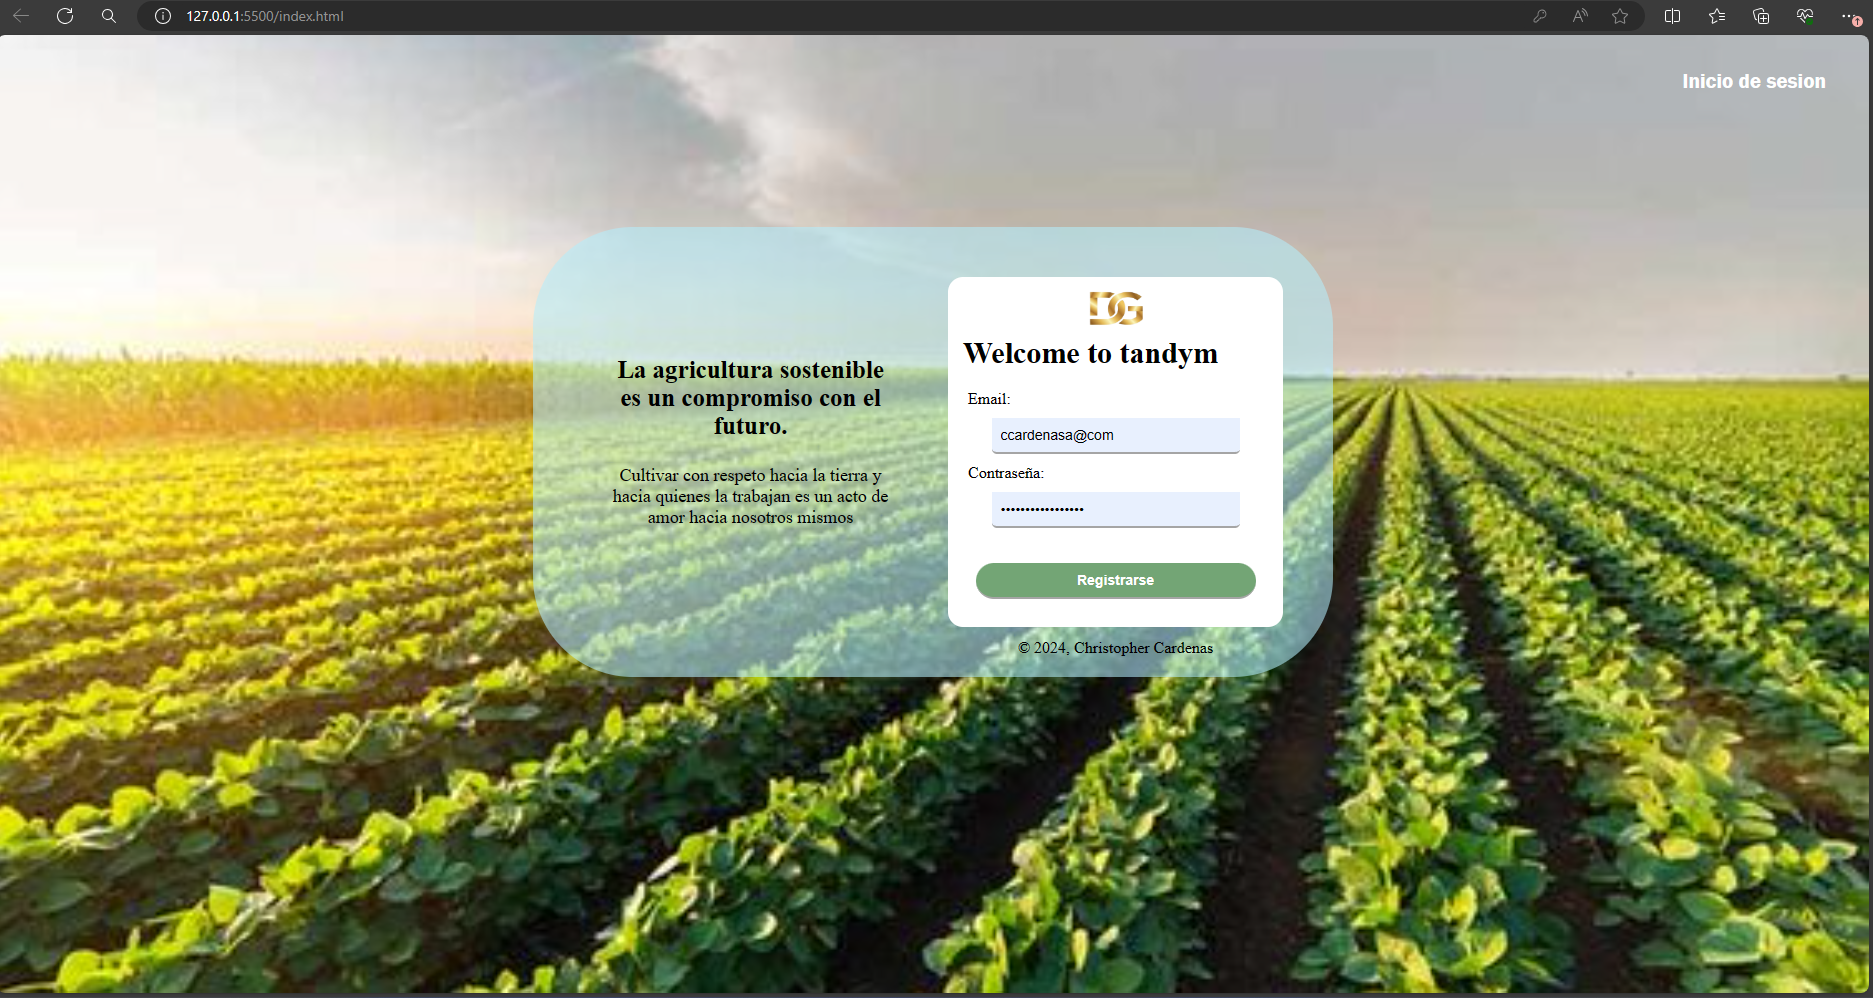 127.0.0.1:5500/index.html
Inicio de sesion
La agricultura sostenible
es un compromiso con el
futuro.
Cultivar con respeto hacia la tierra y
hacia quienes la trabajan es un acto de
amor hacia nosotros mismos
DG
Welcome to tandym
Email:
ccardenasa@com
Contraseña:
•••••••••••••••••
Registrarse
© 2024, Christopher Cardenas